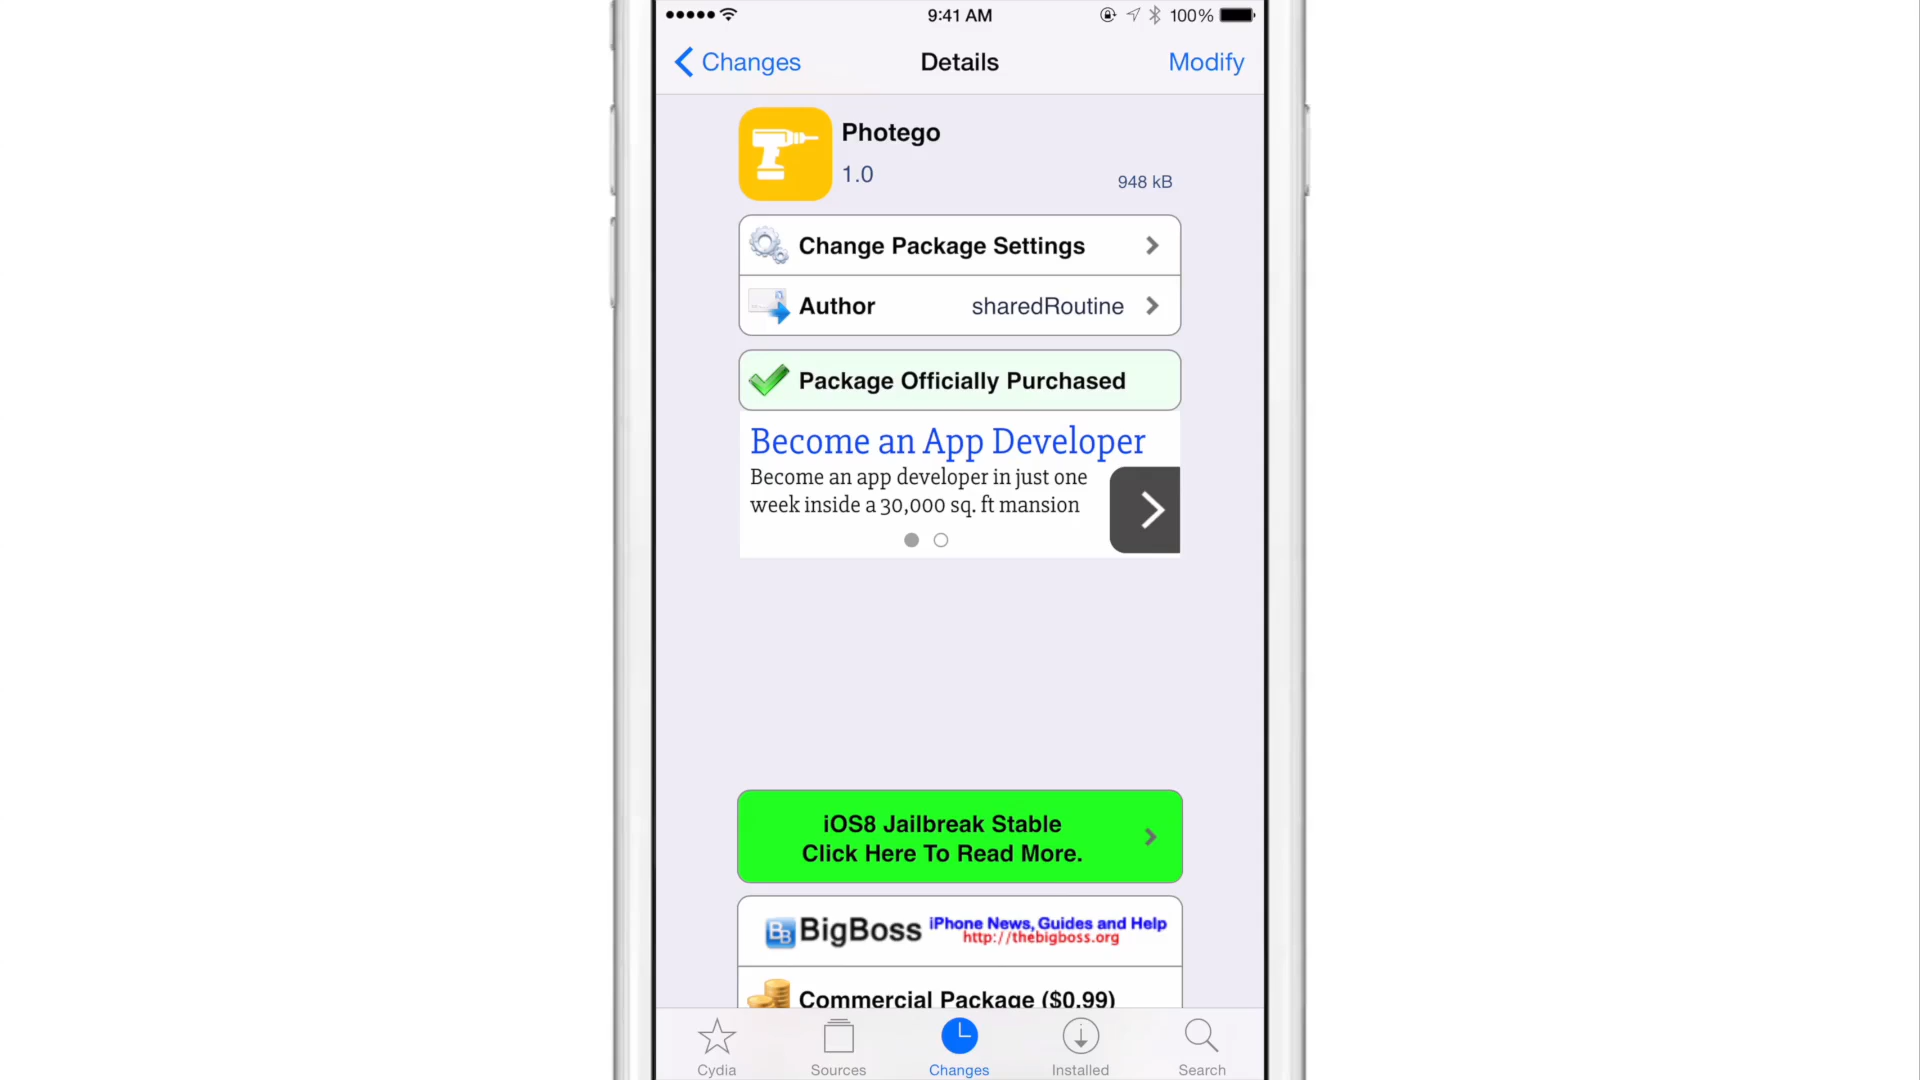 9:41 AM
100%
Changes
Details
Modify
Photego
1.0
948 kB
Change Package Settings
Author
sharedRoutine
Package Officially Purchased
Become an App Developer
Become an app developer in just one
week inside a 30,000 sq. ft mansion
iOS8 Jailbreak Stable
Click Here To Read More.
BB
BigBoss
iPhone News, Guides and Help
http://thebigboss.org
Commercial Package ($0.99)
Cydia
Sources
Changes
Installed
Search